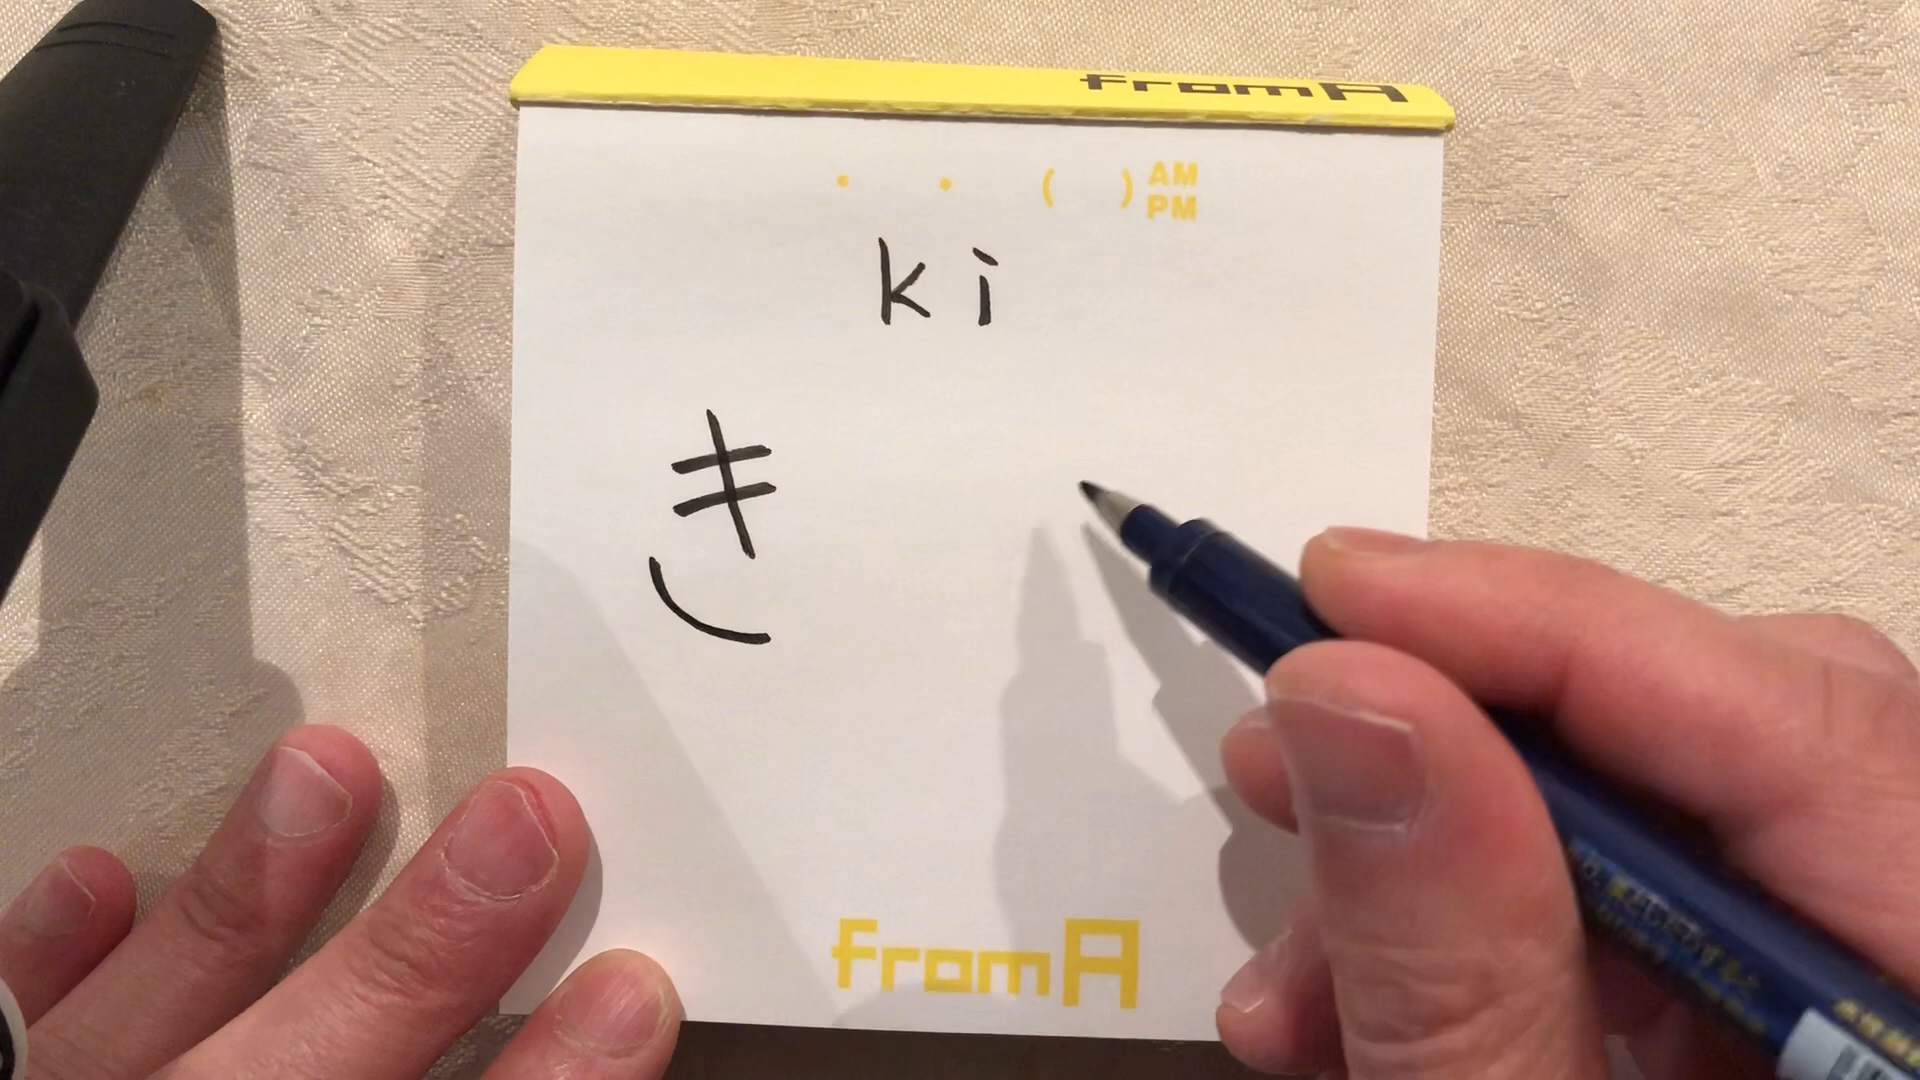 fromA
・ ・ ( ) AM
PM
ki
き
fromA